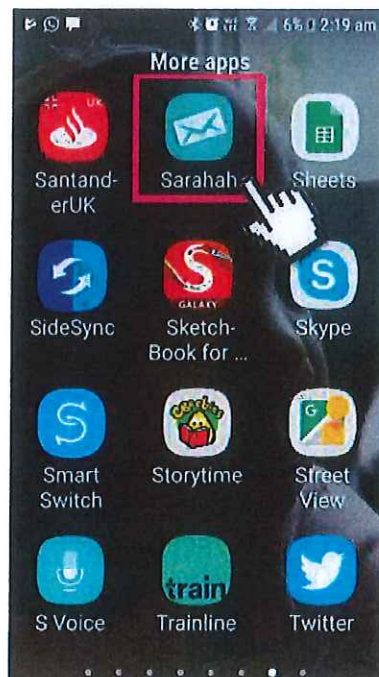 6% 2:19 am
More apps
UK
Santand-
erUK
Sarahah
Sheets
GALAXY
SideSync
Sketch-
Book for ...
Skype
CBeebies
G
Smart
Switch
Storytime
Street
View
train
S Voice
Trainline
Twitter